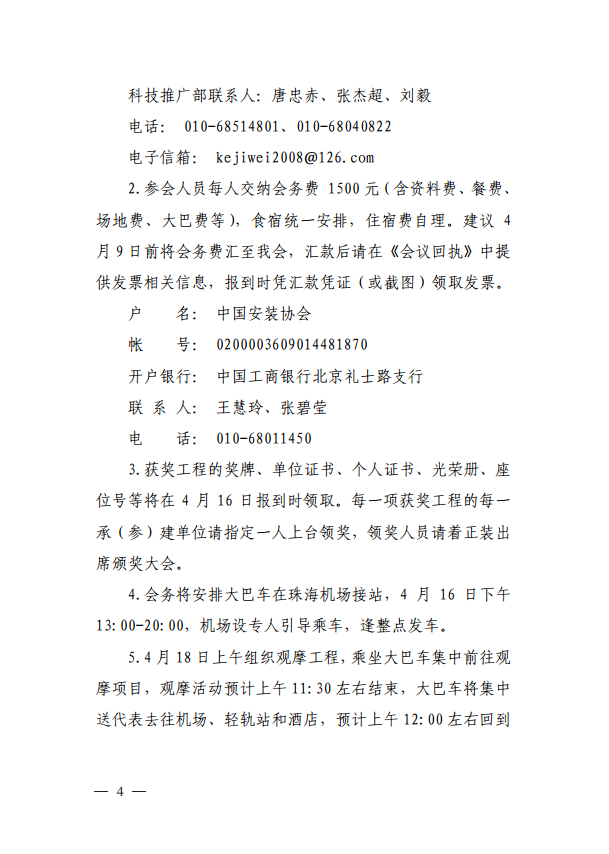 科技推广部联系人：唐忠赤、张杰超、刘毅
电话： 010-68514801、010-68040822
电子信箱： kejiwei2008@126.com
2.参会人员每人交纳会务费 1500 元（含资料费、餐费、
场地费、大巴费等），食宿统一安排，住宿费自理。建议 4
月 9 日前将会务费汇至我会，汇款后请在《会议回执》中提
供发票相关信息，报到时凭汇款凭证（或截图）领取发票。
户 名： 中国安装协会
帐 号： 0200003609014481870
开户银行： 中国工商银行北京礼士路支行
联 系 人： 王慧玲、张碧莹
电 话： 010-68011450
3.获奖工程的奖牌、单位证书、个人证书、光荣册、座
位号等将在 4 月 16 日报到时领取。每一项获奖工程的每一
承（参）建单位请指定一人上台领奖，领奖人员请着正装出
席颁奖大会。
4.会务将安排大巴车在珠海机场接站，4 月 16 日下午
13:00-20:00，机场设专人引导乘车，逢整点发车。
5.4 月 18 日上午组织观摩工程，乘坐大巴车集中前往观
摩项目，观摩活动预计上午 11:30 左右结束，大巴车将集中
送代表去往机场、轻轨站和酒店，预计上午 12:00 左右回到
— 4 —